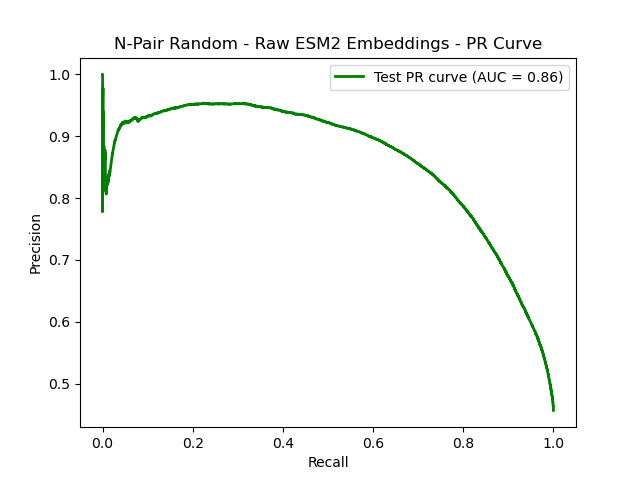 N-Pair Random - Raw ESM2 Embeddings - PR Curve
Test PR curve (AUC = 0.86)
1.0
0.9
0.8
0.7
0.6
0.5
Precision
0.0 0.2 0.4 0.6 0.8 1.0
Recall